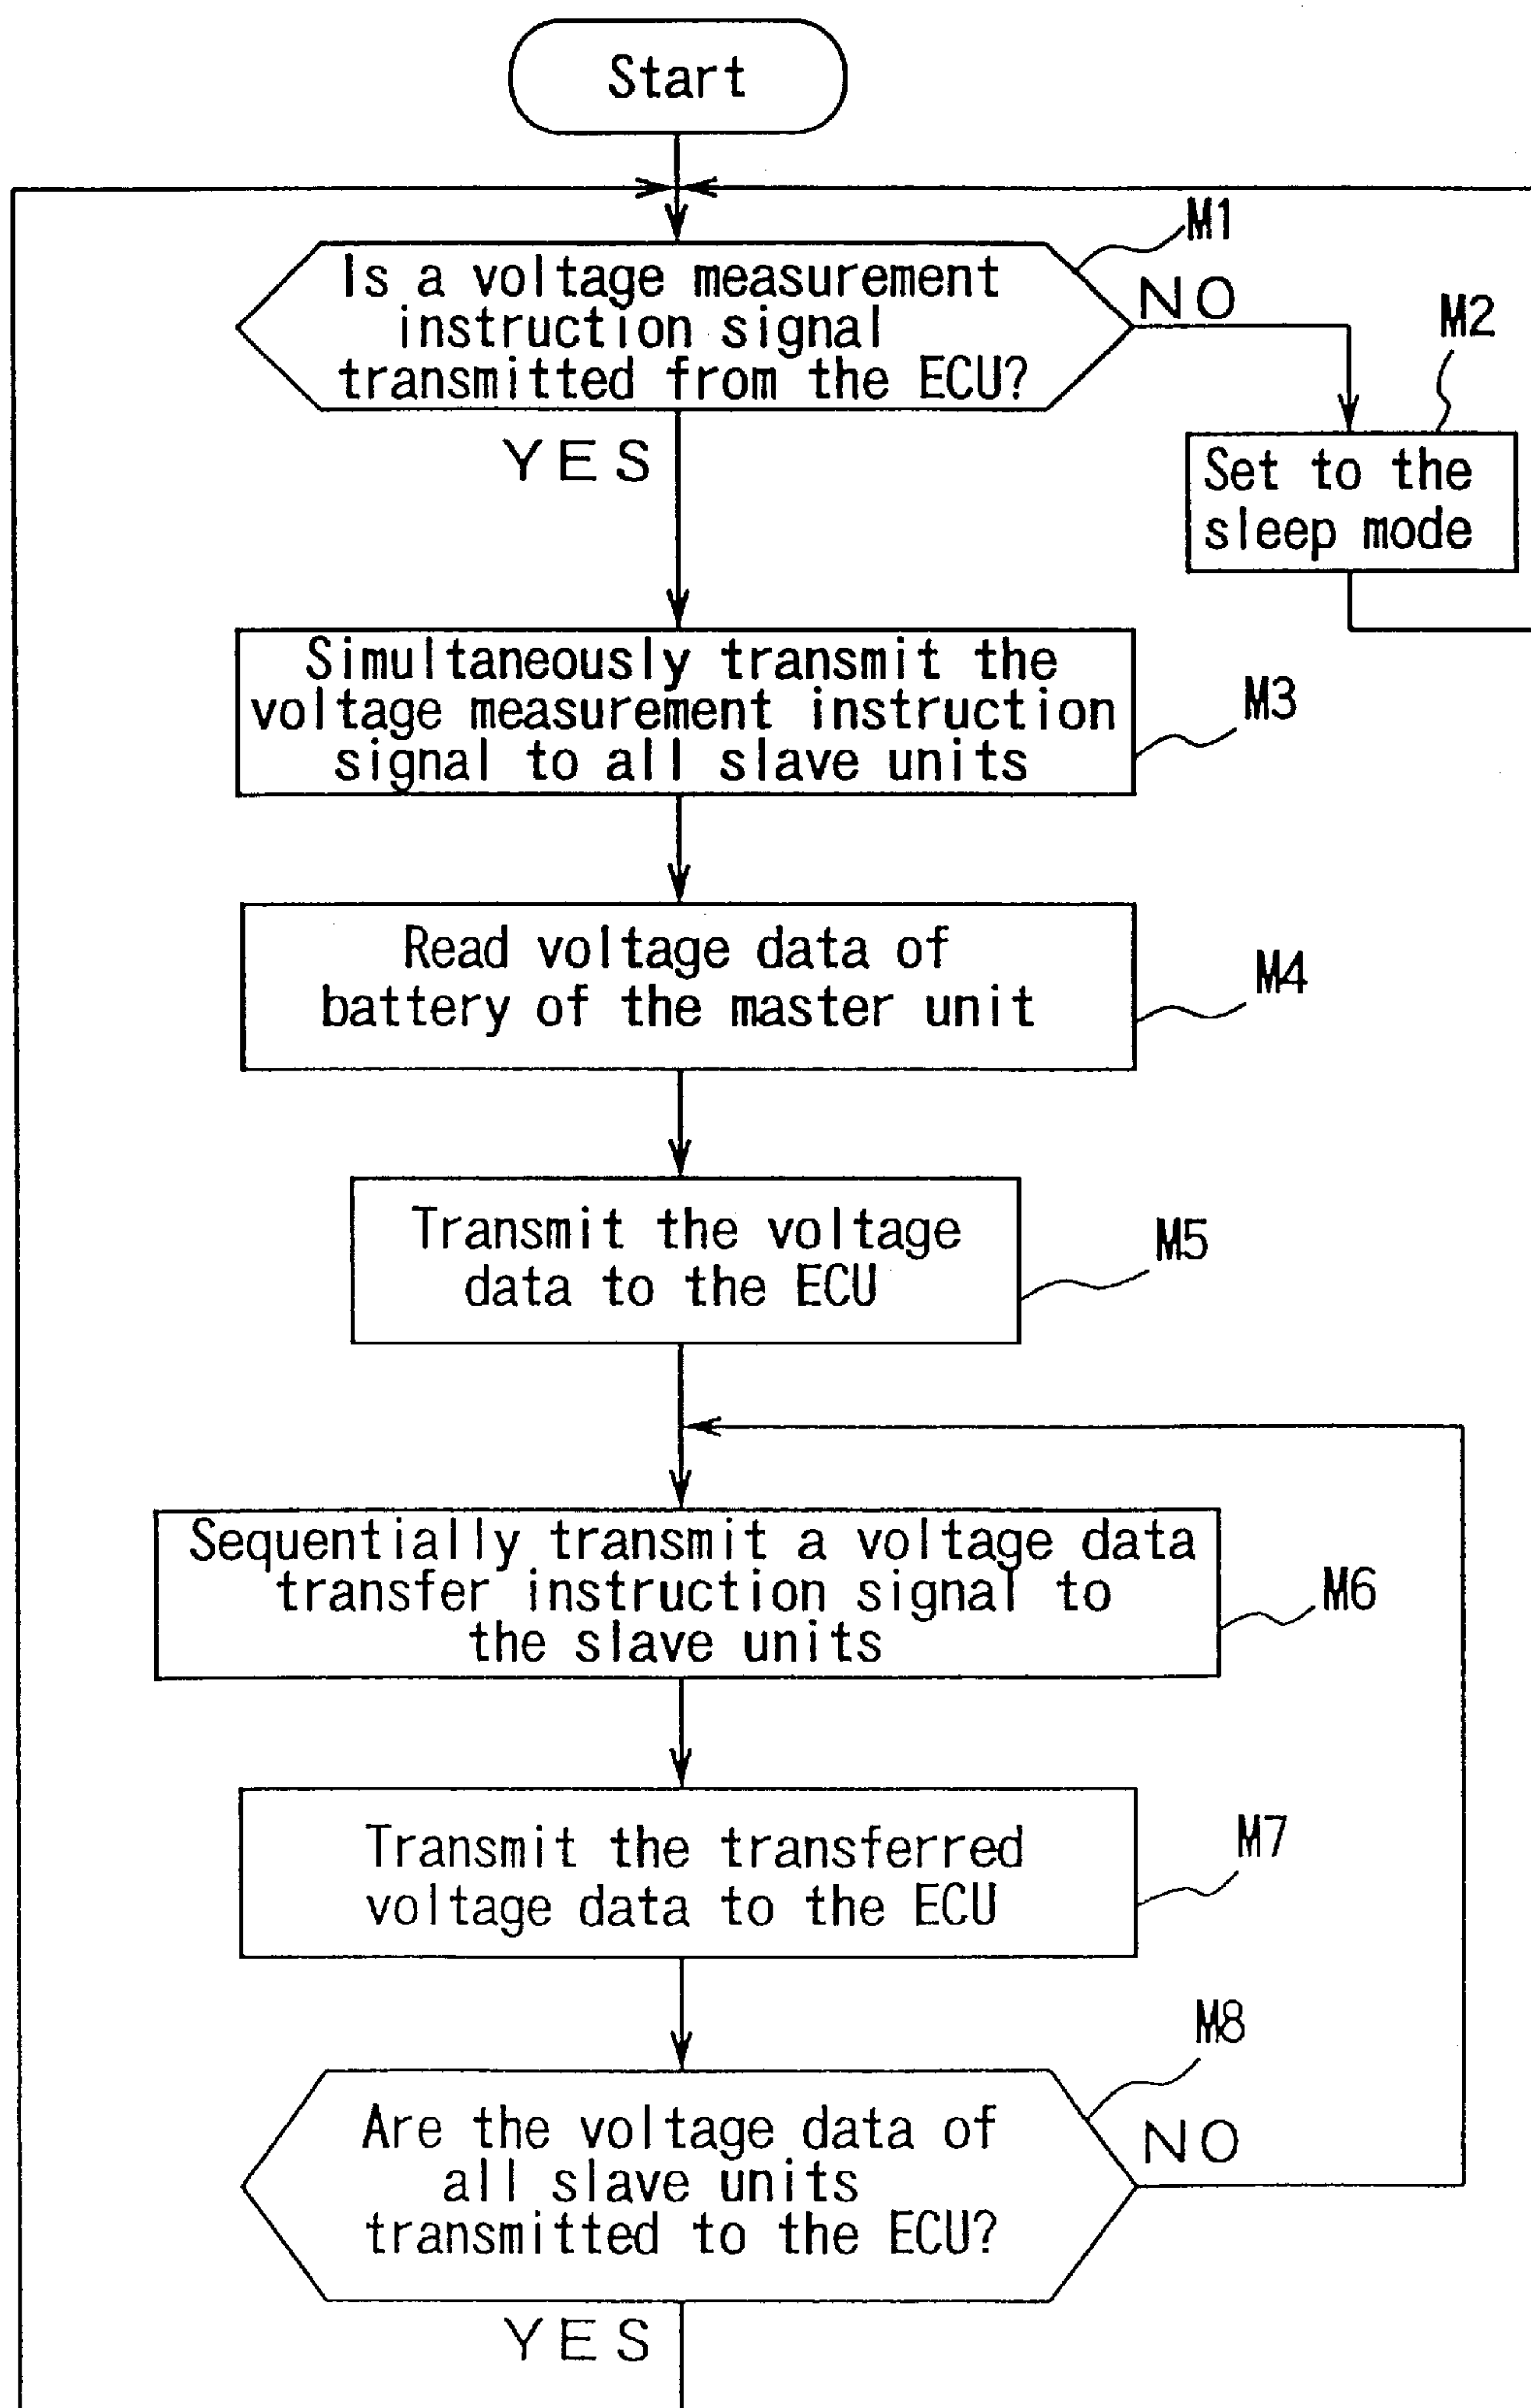 Start
M1
Is a voltage measurement
instruction signal
transmitted from the ECU?
NO
M2
YES
Set to the
sleep mode
Simultaneously transmit the
voltage measurement instruction
signal to all slave units
M3
Read voltage data of
battery of the master unit
M4
Transmit the voltage
data to the ECU
M5
Sequentially transmit a voltage data
transfer instruction signal to
the slave units
M6
Transmit the transferred
voltage data to the ECU
M7
M8
Are the voltage data of
all slave units
transmitted to the ECU?
NO
YES